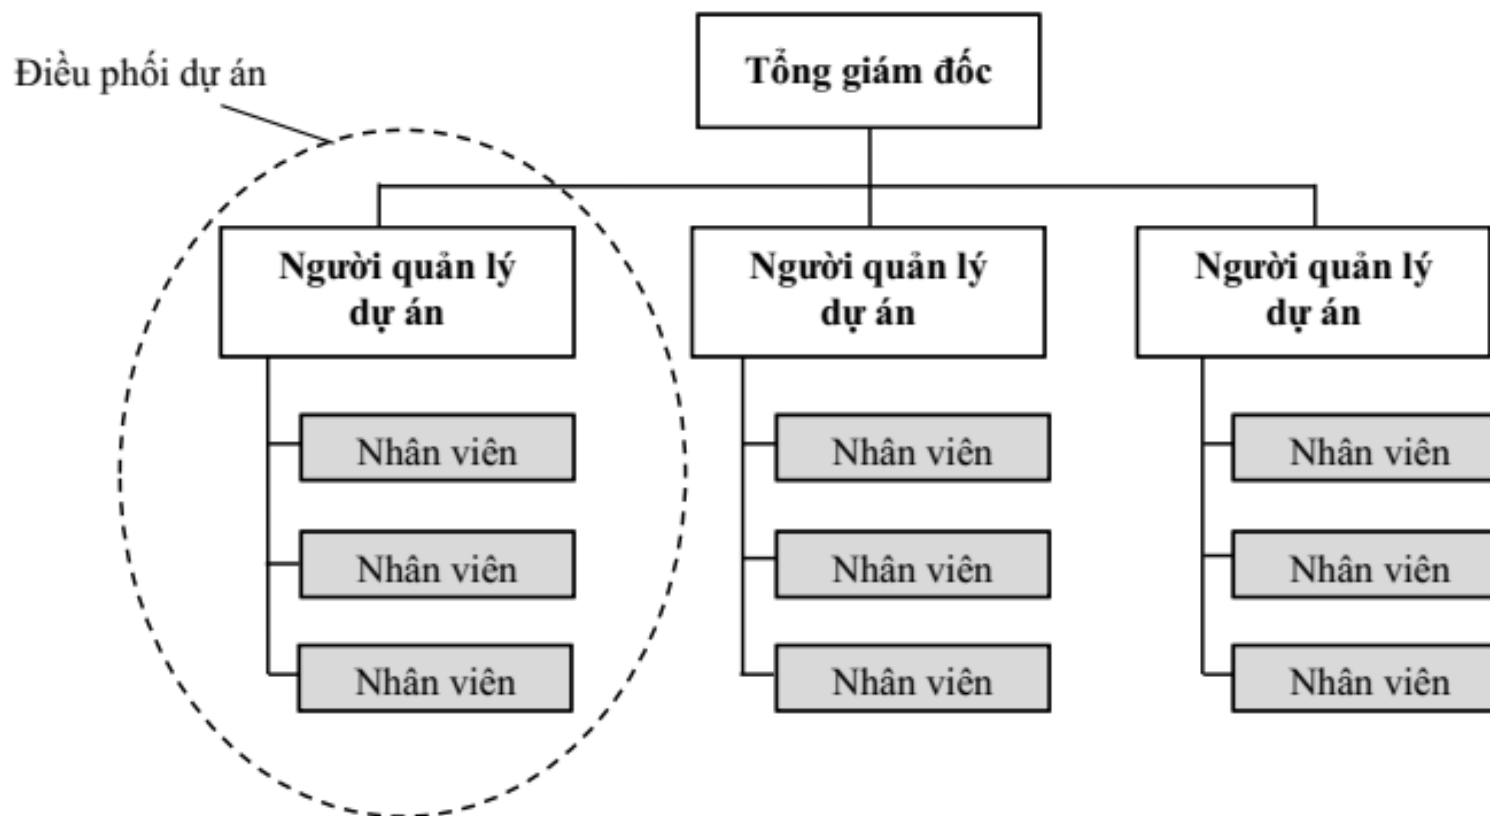 Tổng giám đốc
Điều phối dự án
Người quản lý
dự án
Người quản lý
dự án
Người quản lý
dự án
Nhân viên
Nhân viên
Nhân viên
Nhân viên
Nhân viên
Nhân viên
Nhân viên
Nhân viên
Nhân viên